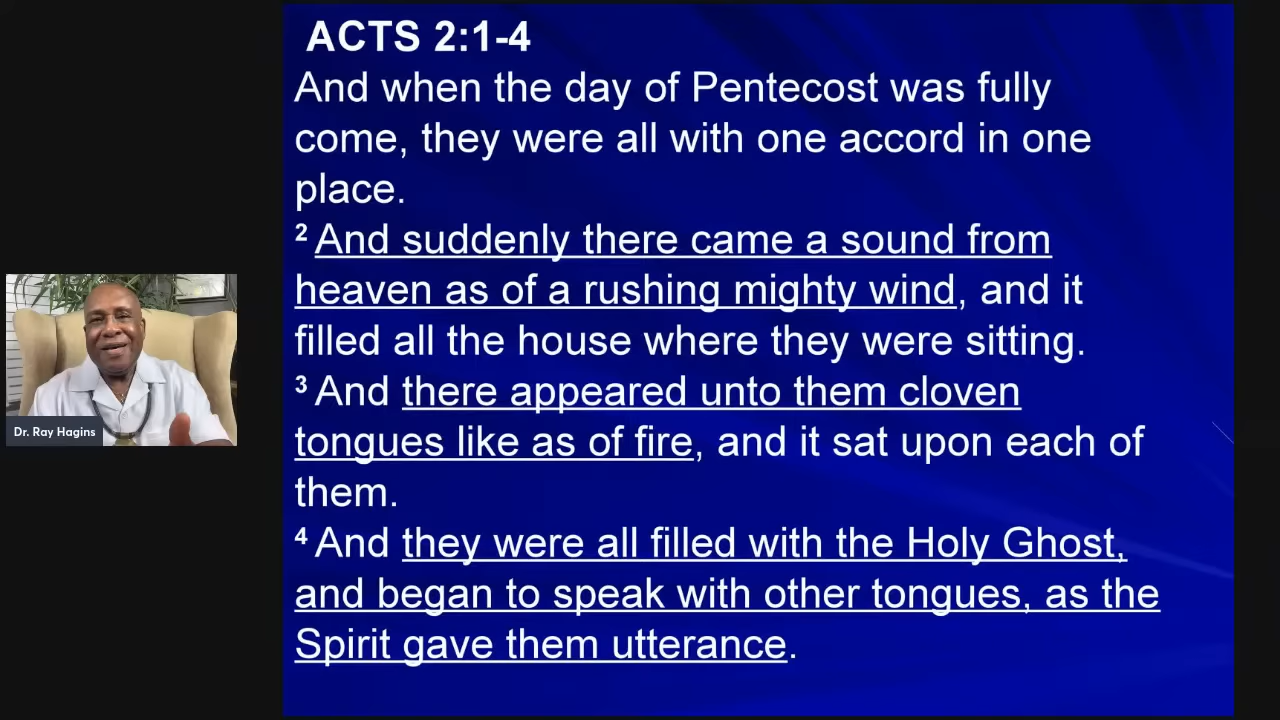 ACTS 2:1-4
And when the day of Pentecost was fully
come, they were all with one accord in one
place.
2 And suddenly there came a sound from
heaven as of a rushing mighty wind, and it
filled all the house where they were sitting.
3 And there appeared unto them cloven
tongues like as of fire, and it sat upon each of
them.
4 And they were all filled with the Holy Ghost,
and began to speak with other tongues, as the
Spirit gave them utterance.
Dr. Ray Hagins